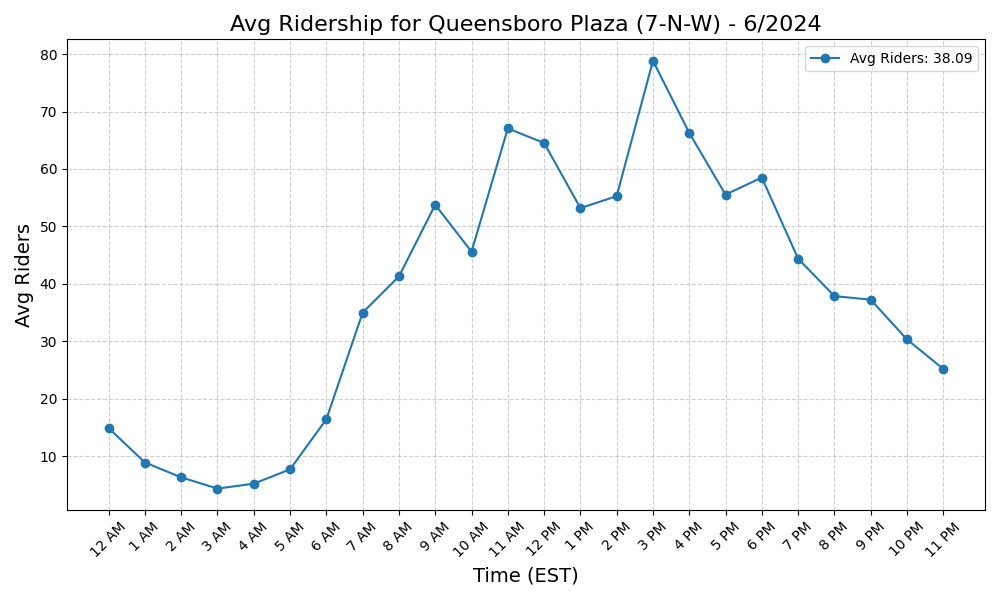 Avg Ridership for Queensboro Plaza (7-N-W) - 6/2024
Avg Riders: 38.09
Avg Riders
80
70
60
50
40
30
20
10
12 AM
1 AM
2 AM
3 AM
4 AM
5 AM
6 AM
7 AM
8 AM
9 AM
10 AM
11 AM
12 PM
1 PM
2 PM
3 PM
4 PM
5 PM
6 PM
7 PM
8 PM
9 PM
10 PM
11 PM
Time (EST)